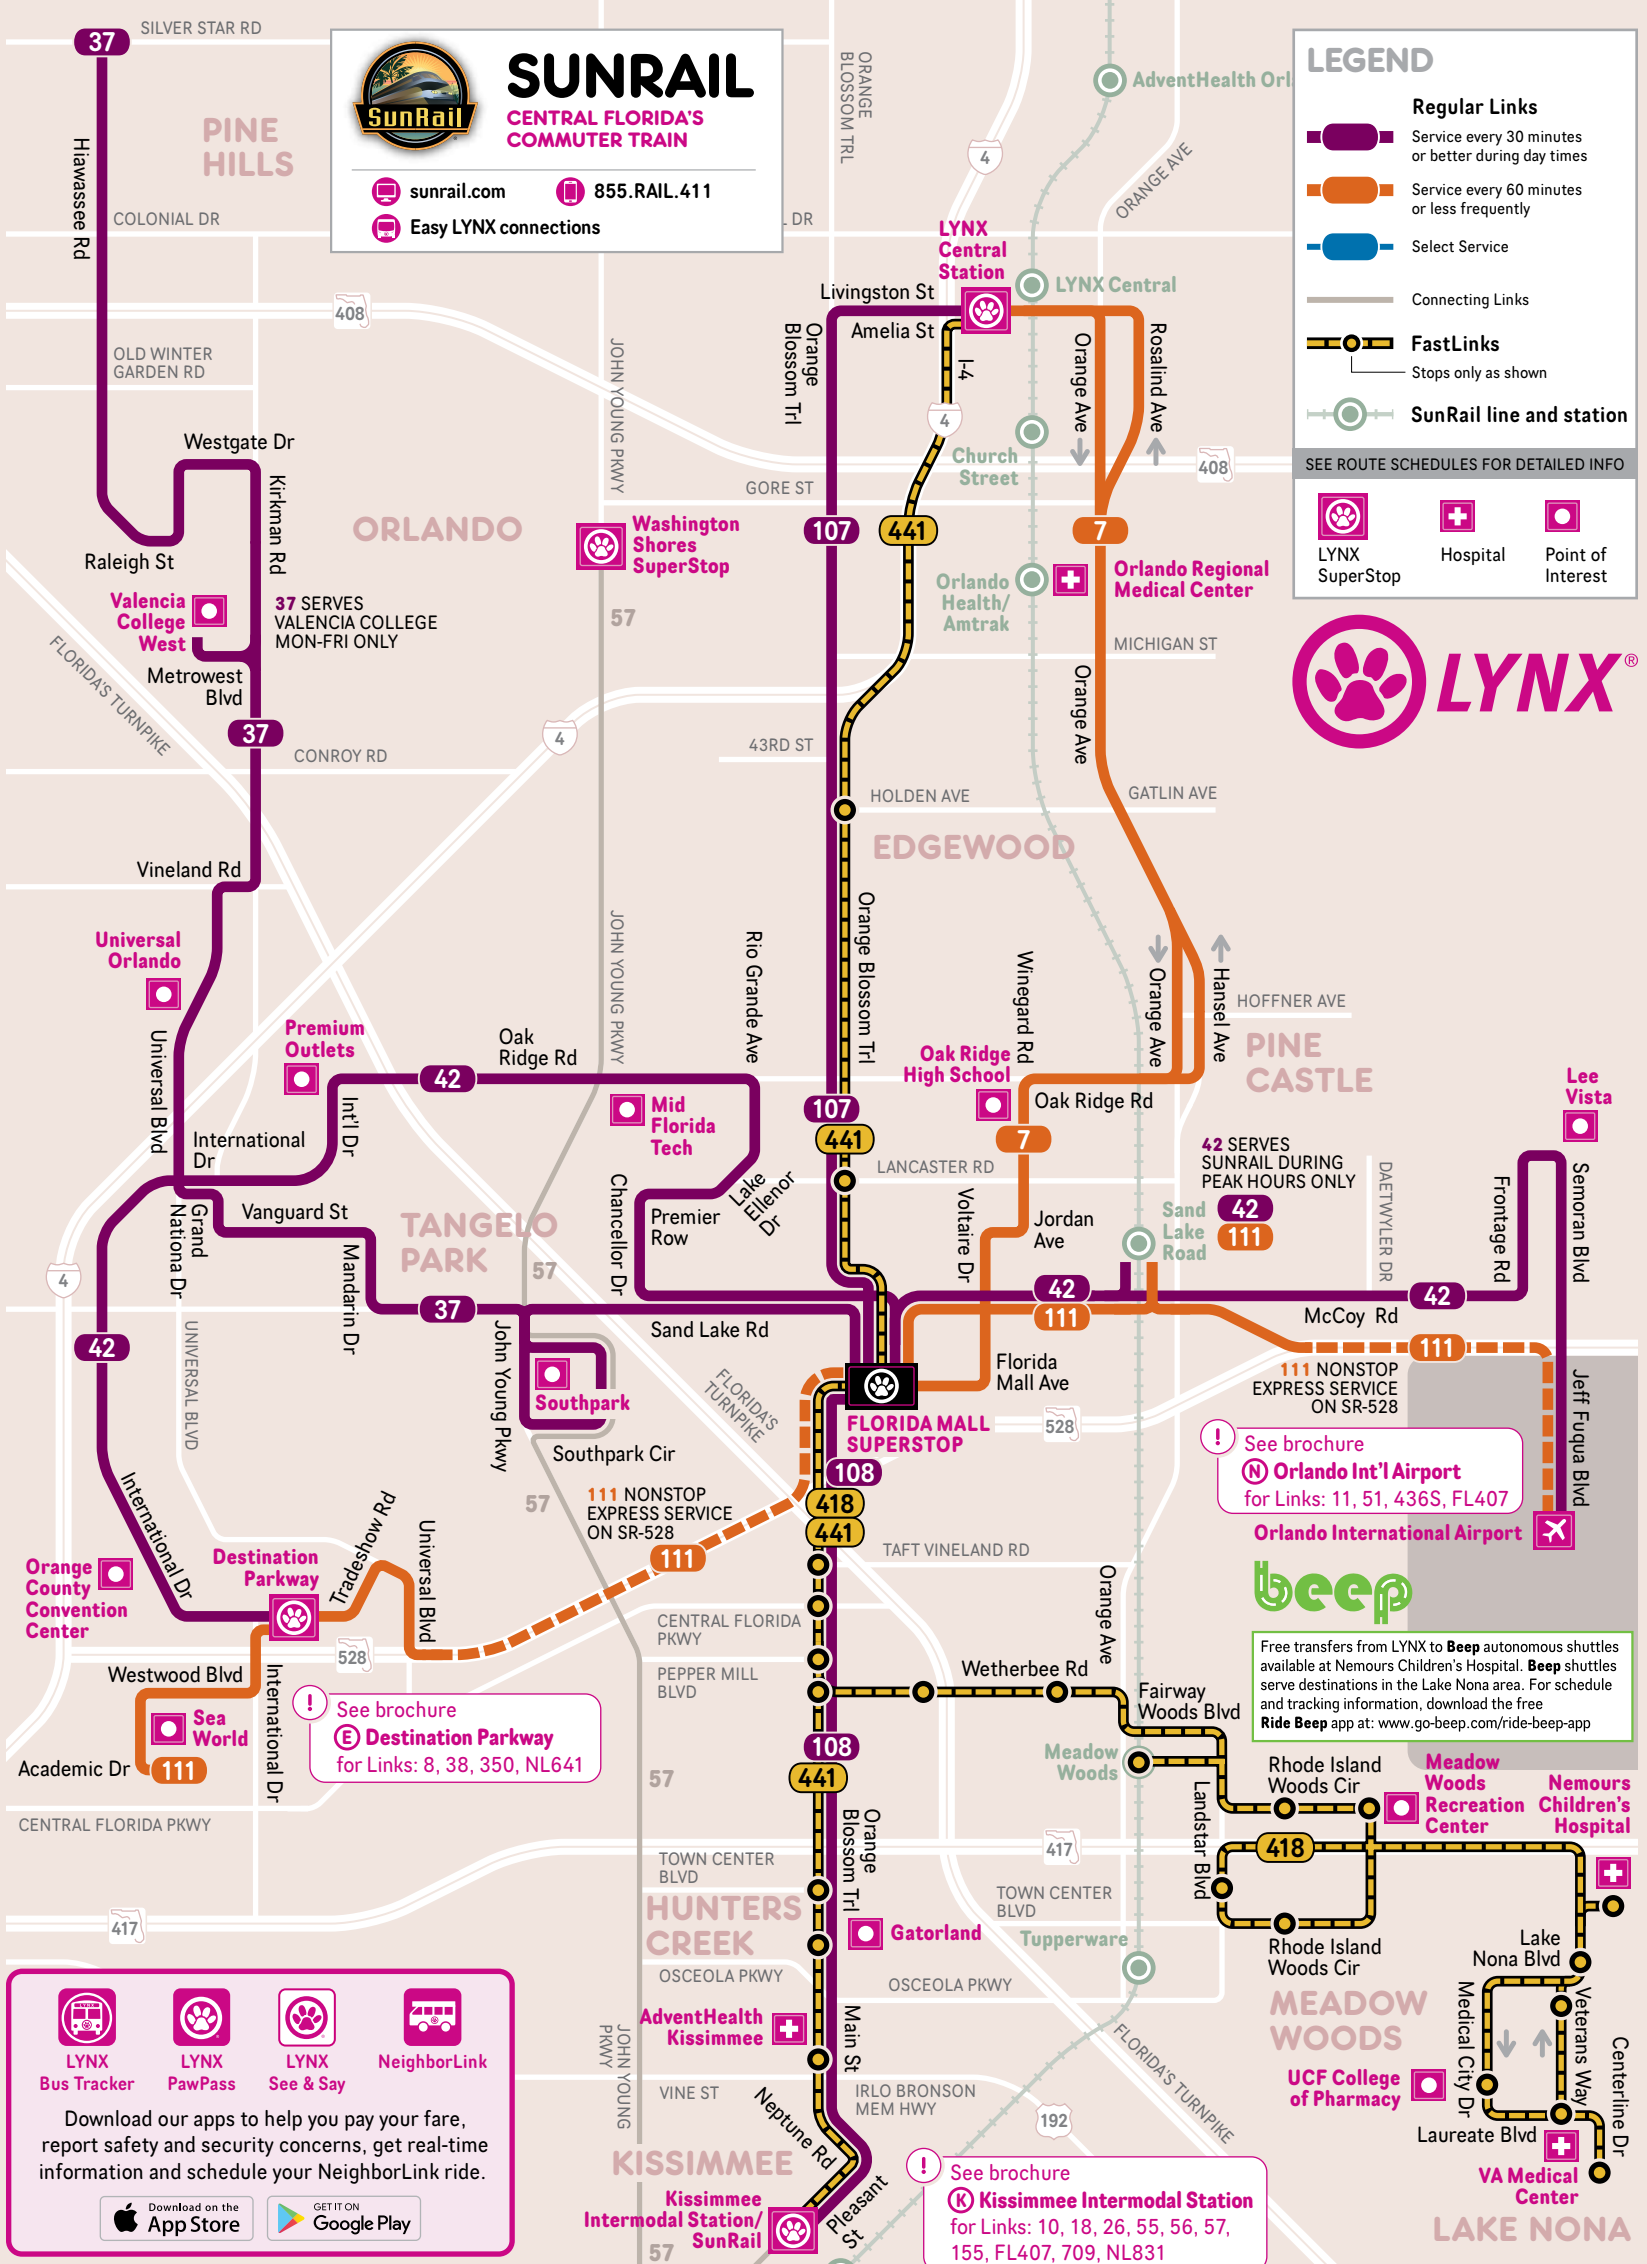 37
SILVER STAR RD
PINE
HILLS
Hiawassee Rd
COLONIAL DR
SunRail
SUNRAIL
CENTRAL FLORIDA'S
COMMUTER TRAIN
sunrail.com
855.RAIL.411
Easy LYNX connections
L DR
ORANGE
BLOSSOM TRL
4
AdventHealth Orl
ORANGE AVE
LEGEND
Regular Links
Service every 30 minutes
or better during day times
Service every 60 minutes
or less frequently
Select Service
Connecting Links
FastLinks
Stops only as shown
SunRail line and station
SEE ROUTE SCHEDULES FOR DETAILED INFO
LYNX
SuperStop
Hospital
Point of
Interest
LYNX®
LYNX
Central
Station
LYNX Central
Livingston St
Amelia St
Orange
Blossom Trl
I-4
4
Orange Ave
Rosalind Ave
408
OLD WINTER
GARDEN RD
JOHN YOUNG PKWY
Westgate Dr
Kirkman Rd
Raleigh St
ORLANDO
Church
Street
408
GORE ST
107
441
7
Washington
Shores
SuperStop
Orlando
Health/
Amtrak
Orlando Regional
Medical Center
57
Valencia
College
West
37 SERVES
VALENCIA COLLEGE
MON-FRI ONLY
Metrowest
Blvd
FLORIDA'S TURNPIKE
MICHIGAN ST
Orange Ave
37
4
CONROY RD
43RD ST
HOLDEN AVE
GATLIN AVE
EDGEWOOD
Vineland Rd
Universal
Orlando
JOHN YOUNG PKWY
Rio Grande Ave
Orange Blossom Trl
Winegard Rd
Orange Ave
Hansel Ave
HOFFNER AVE
PINE
CASTLE
Universal Blvd
Premium
Outlets
Oak
Ridge Rd
42
Int'l Dr
Mid
Florida
Tech
Oak Ridge
High School
Oak Ridge Rd
Lee
Vista
107
441
7
International
Dr
LANCASTER RD
42 SERVES
SUNRAIL DURING
PEAK HOURS ONLY
42
111
DAETWYLER DR
Frontage Rd
Semoran Blvd
Lake
Ellenor
Dr
Chancellor Dr
Premier
Row
Voltaire Dr
Jordan
Ave
Sand
Lake
Road
Grand
National Dr
Vanguard St
TANGELO
PARK
57
4
Mandarin Dr
37
Sand Lake Rd
42
111
42
McCoy Rd
42
UNIVERSAL BLVD
John Young Pkwy
Southpark
Southpark Cir
FLORIDA'S
TURNPIKE
Florida
Mall Ave
111
111 NONSTOP
EXPRESS SERVICE
ON SR-528
Jeff Fuqua Blvd
FLORIDA MALL
SUPERSTOP
528
108
418
441
See brochure
N Orlando Int'l Airport
for Links: 11, 51, 436S, FL407
Orlando International Airport
57
111 NONSTOP
EXPRESS SERVICE
ON SR-528
111
International Dr
Orange
County
Convention
Center
Destination
Parkway
Tradeshow Rd
Universal Blvd
TAFT VINELAND RD
Orange Ave
beep
Free transfers from LYNX to Beep autonomous shuttles
available at Nemours Children's Hospital. Beep shuttles
serve destinations in the Lake Nona area. For schedule
and tracking information, download the free
Ride Beep app at: www.go-beep.com/ride-beep-app
CENTRAL FLORIDA
PKWY
528
PEPPER MILL
BLVD
Wetherbee Rd
Fairway
Woods Blvd
Westwood Blvd
International Dr
Sea
World
Academic Dr
111
See brochure
E Destination Parkway
for Links: 8, 38, 350, NL641
CENTRAL FLORIDA PKWY
108
441
57
Meadow
Woods
Rhode Island
Woods Cir
Meadow
Woods
Recreation
Center
Nemours
Children's
Hospital
Landstar Blvd
Orange
Blossom Trl
417
418
TOWN CENTER
BLVD
HUNTERS
CREEK
TOWN CENTER
BLVD
417
Gatorland
Tupperware
Rhode Island
Woods Cir
Lake
Nona Blvd
OSCEOLA PKWY
OSCEOLA PKWY
MEADOW
WOODS
Medical City Dr
Veterans Way
Centerline Dr
LYNX
Bus Tracker
LYNX
PawPass
LYNX
See & Say
NeighborLink
Download our apps to help you pay your fare,
report safety and security concerns, get real-time
information and schedule your NeighborLink ride.
Download on the
App Store
GET IT ON
Google Play
AdventHealth
Kissimmee
JOHN YOUNG
PKWY
Main St
VINE ST
IRLO BRONSON
MEM HWY
192
FLORIDA'S TURNPIKE
UCF College
of Pharmacy
Laureate Blvd
VA Medical
Center
LAKE NONA
Neptune Rd
KISSIMMEE
Kissimmee
Intermodal Station/
SunRail
Pleasant
St
57
See brochure
K Kissimmee Intermodal Station
for Links: 10, 18, 26, 55, 56, 57,
155, FL407, 709, NL831